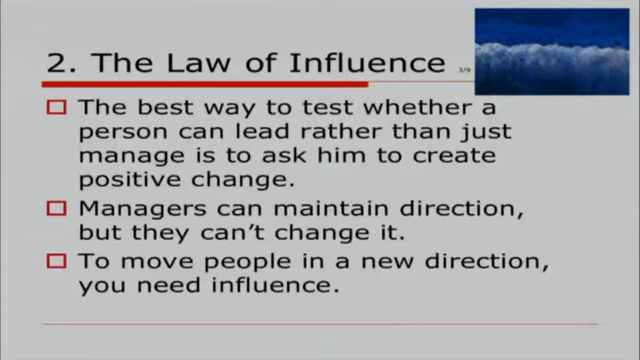 2. The Law of Influence 3/9
The best way to test whether a
person can lead rather than just
manage is to ask him to create
positive change.
Managers can maintain direction,
but they can't change it.
To move people in a new direction,
you need influence.